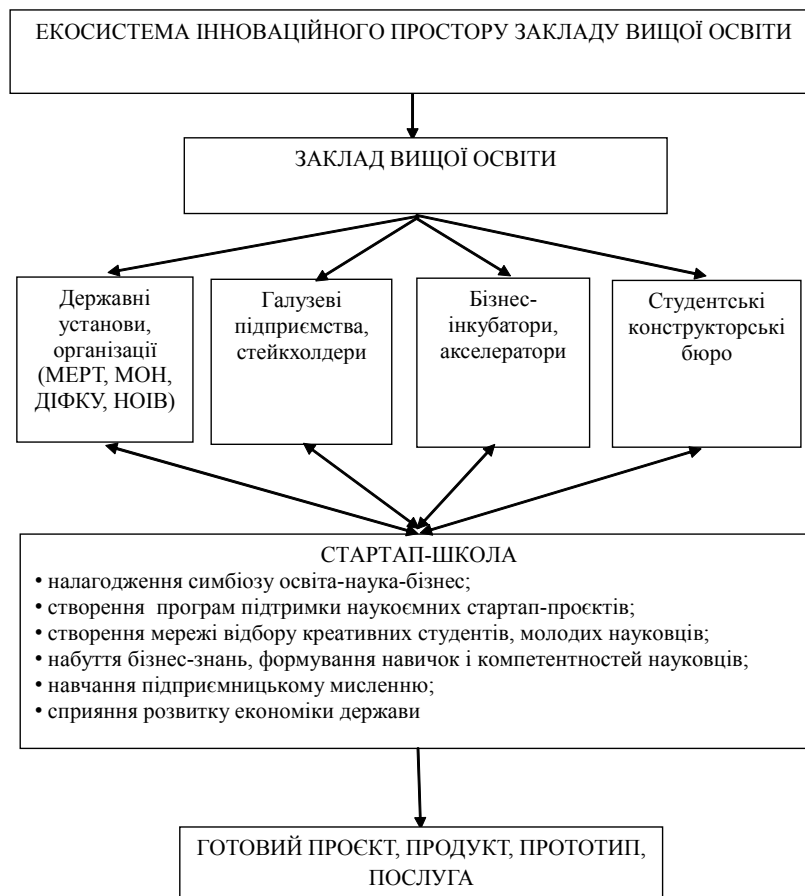 ЕКОСИСТЕМА ІННОВАЦІЙНОГО ПРОСТОРУ ЗАКЛАДУ ВИЩОЇ ОСВІТИ
ЗАКЛАД ВИЩОЇ ОСВІТИ
Державні
установи,
організації
(МЕРТ, МОН,
ДІФКУ, НОІВ)
Галузеві
підприємства,
стейкхолдери
Бізнес-
інкубатори,
акселератори
Студентські
конструкторські
бюро
СТАРТАП-ШКОЛА
• налагодження симбіозу освіта-наука-бізнес;
• створення програм підтримки наукоємних стартап-проєктів;
• створення мережі відбору креативних студентів, молодих науковців;
• набуття бізнес-знань, формування навичок і компетентностей науковців;
• навчання підприємницькому мисленню;
• сприяння розвитку економіки держави
ГОТОВИЙ ПРОЄКТ, ПРОДУКТ, ПРОТОТИП,
ПОСЛУГА